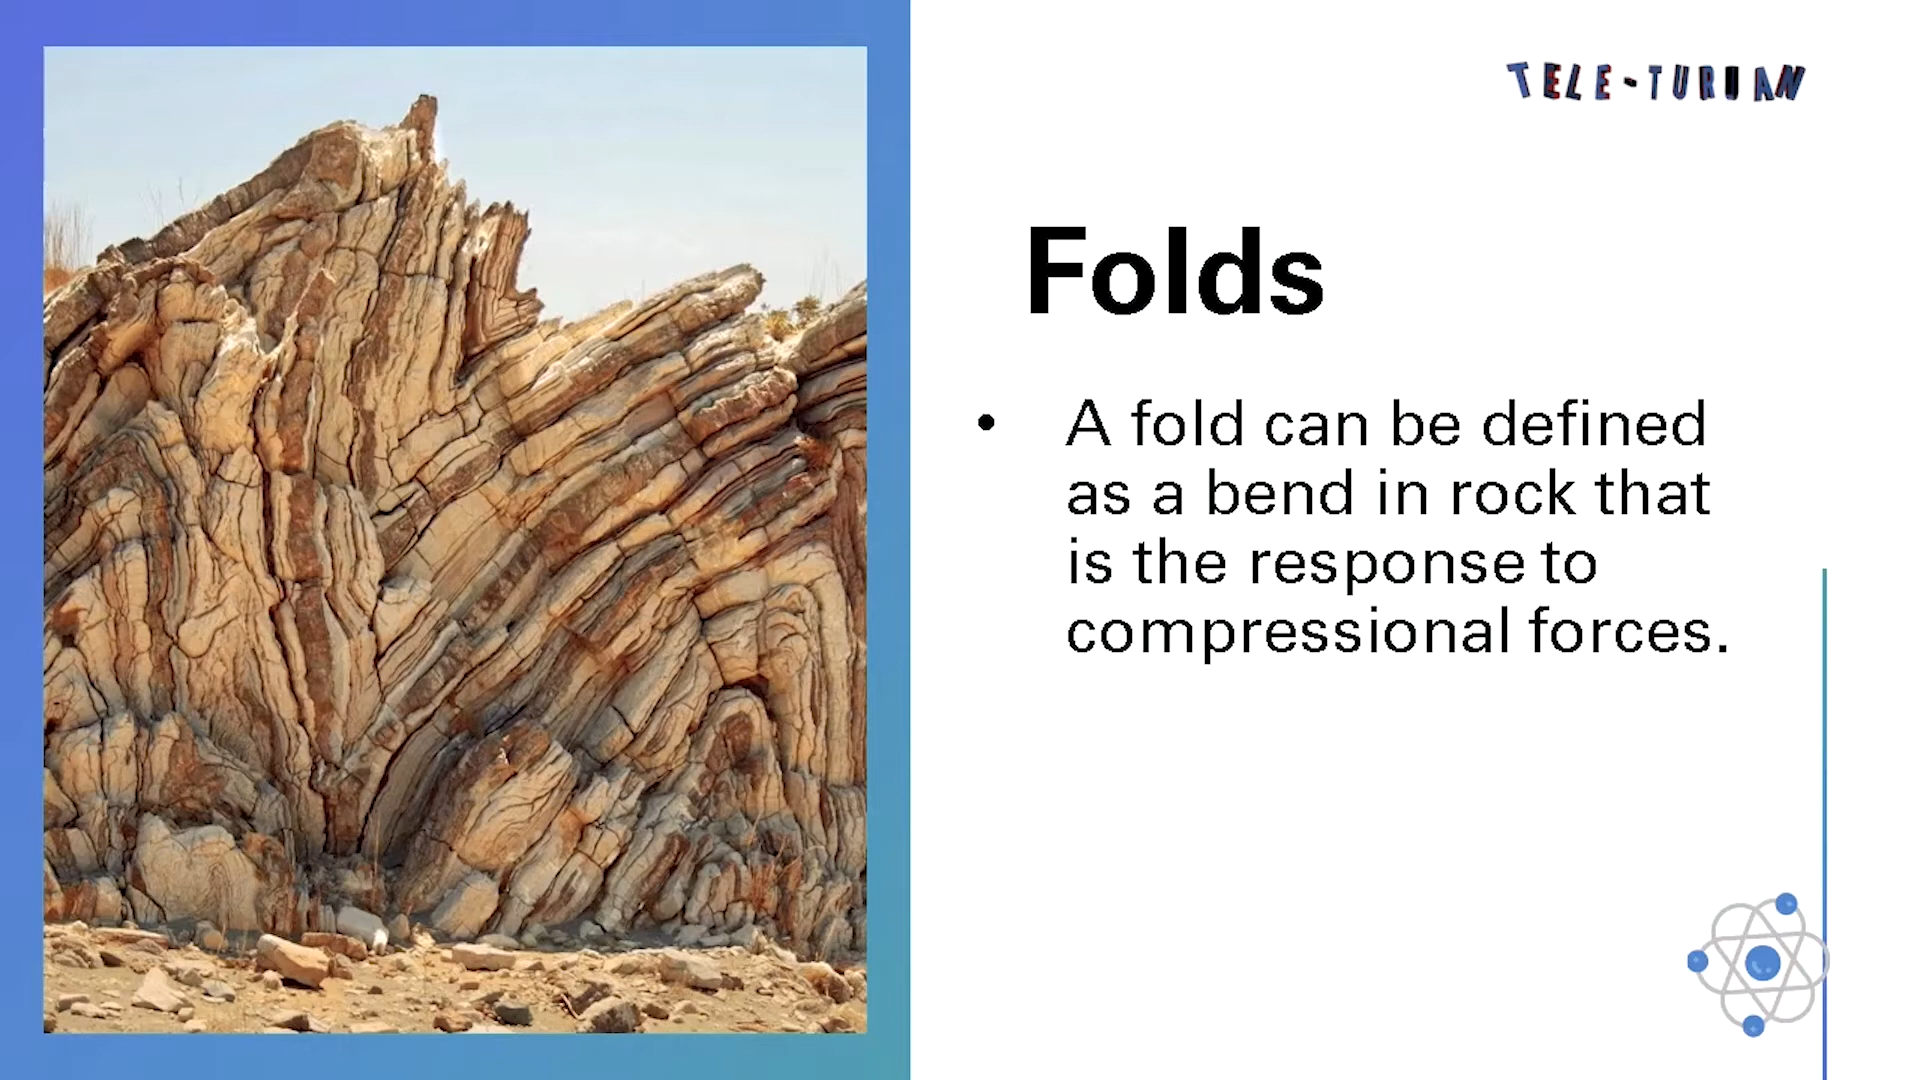 TELE-TURUAN
Folds
• A fold can be defined
as a bend in rock that
is the response to
compressional forces.